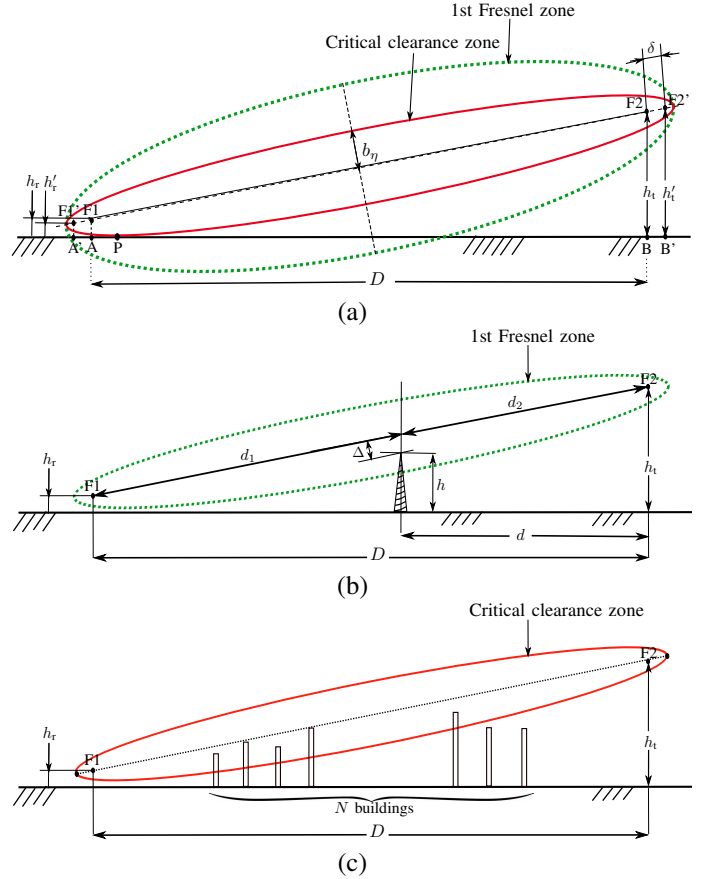 1st Fresnel zone
Critical clearance zone
δ
F2 F2’
b_η
h_r h′_r
F1’ F1
h_t h′_t
A’ A P B B’
D
(a)
1st Fresnel zone
F2
d_2
d_1 Δ
h_r
F1
h h_t
d
D
(b)
Critical clearance zone
F2
h_r
F1
h_t
N buildings
D
(c)